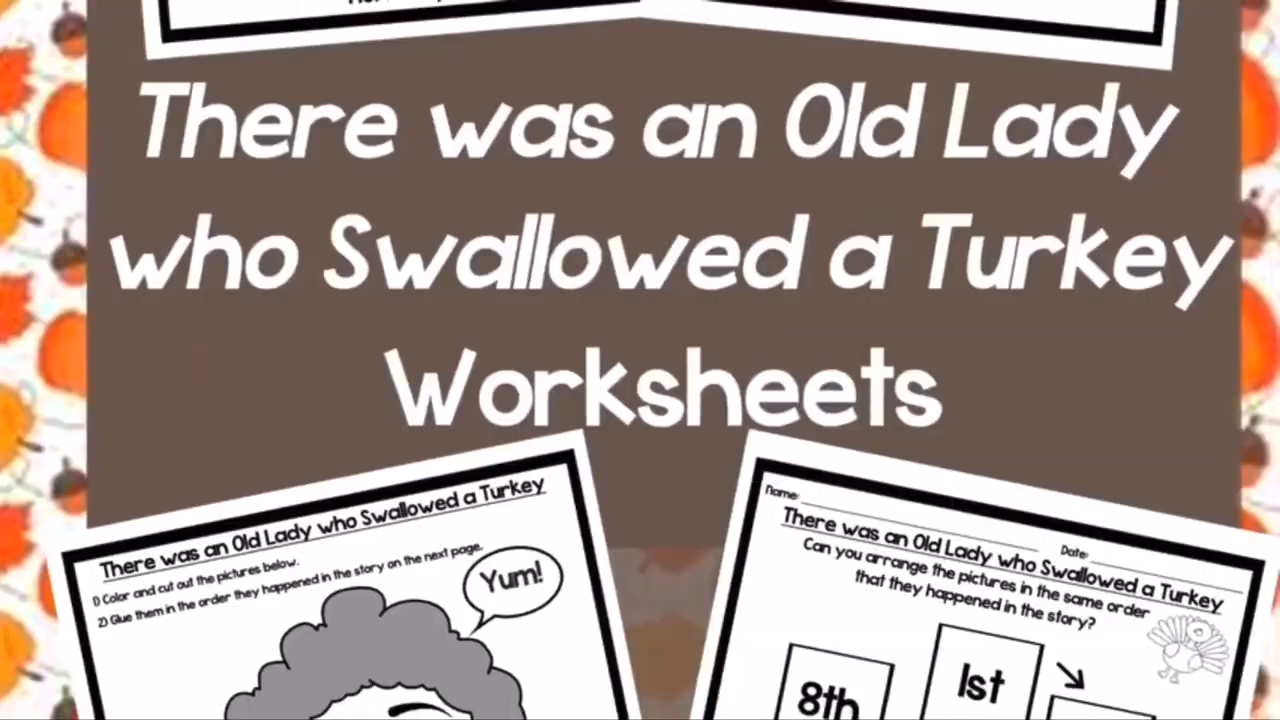 There was an Old Lady
who Swallowed a Turkey
Worksheets
There was an Old Lady who Swallowed a Turkey
1) Color and cut out the pictures below.
2) Glue them in the order they happened in the story on the next page.
Yum!
Name:
Date:
There was an Old Lady who Swallowed a Turkey
Can you arrange the pictures in the same order
that they happened in the story?
8th
1st